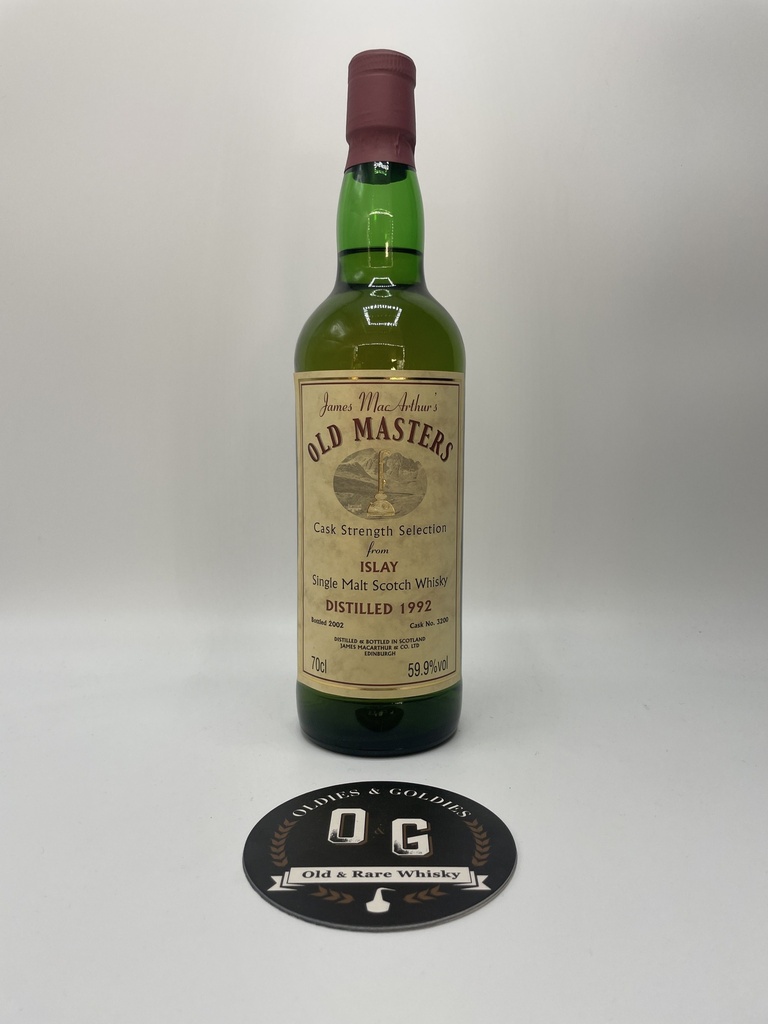 James MacArthur's
OLD MASTERS
Cask Strength Selection
from
ISLAY
Single Malt Scotch Whisky
DISTILLED 1992
Bottled 2002 Cask No. 3200
DISTILLED & BOTTLED IN SCOTLAND
JAMES MACARTHUR & CO. LTD
EDINBURGH
70cl 59.9%vol
OLDIES & GOLDIES
O & G
Old & Rare Whisky